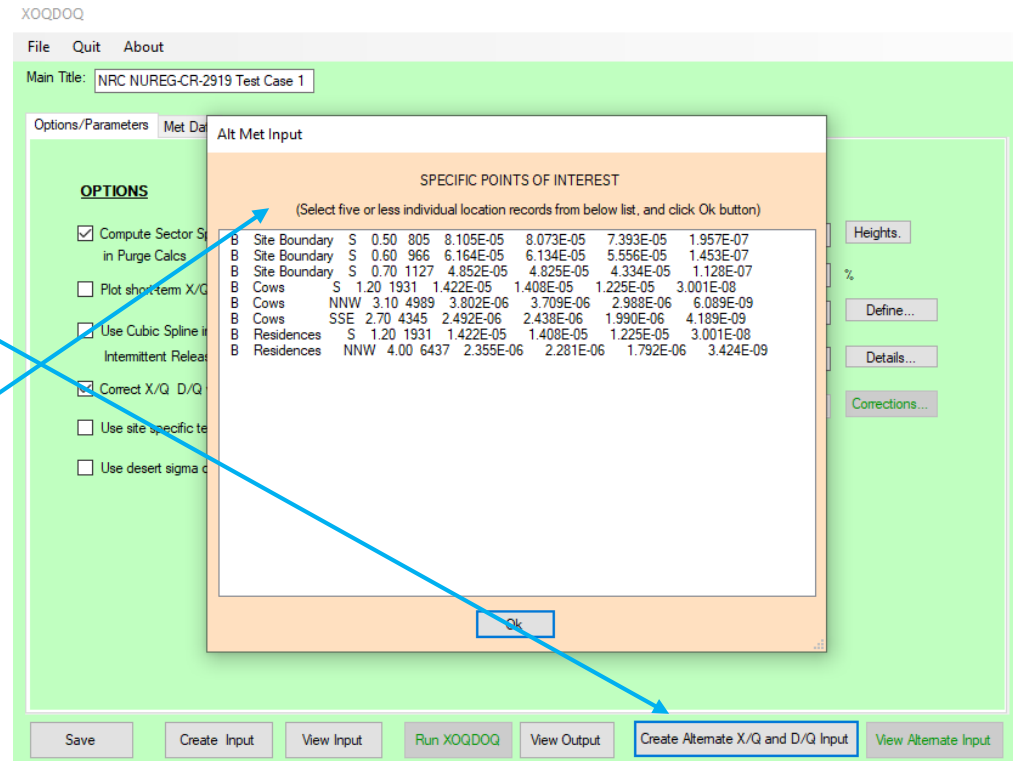 XOQDOQ
File Quit About
Main Title: NRC NUREG-CR-2919 Test Case 1
Options/Parameters Met Da
Alt Met Input
SPECIFIC POINTS OF INTEREST
(Select five or less individual location records from below list, and click Ok button)
B Site Boundary S 0.50 805 8.105E-05 8.073E-05 7.393E-05 1.957E-07
B Site Boundary S 0.60 966 6.164E-05 6.134E-05 5.556E-05 1.453E-07
B Site Boundary S 0.70 1127 4.852E-05 4.825E-05 4.334E-05 1.128E-07
B Cows S 1.20 1931 1.422E-05 1.408E-05 1.225E-05 3.001E-08
B Cows NNW 3.10 4989 3.802E-06 3.709E-06 2.988E-06 6.089E-09
B Cows SSE 2.70 4345 2.492E-06 2.438E-06 1.990E-06 4.189E-09
B Residences S 1.20 1931 1.422E-05 1.408E-05 1.225E-05 3.001E-08
B Residences NNW 4.00 6437 2.355E-06 2.281E-06 1.792E-06 3.424E-09
Ok
OPTIONS
Compute Sector Sp
in Purge Calcs
Plot short-term X/Q
Use Cubic Spline in
Intermittent Releas
Correct X/Q D/Q
Use site specific te
Use desert sigma c
Heights.
%
Define...
Details...
Corrections...
Save Create Input View Input Run XOQDOQ View Output Create Alternate X/Q and D/Q Input View Alternate Input